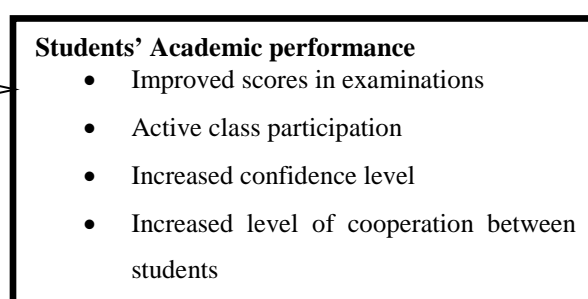 Students’ Academic performance
• Improved scores in examinations
• Active class participation
• Increased confidence level
• Increased level of cooperation between
students